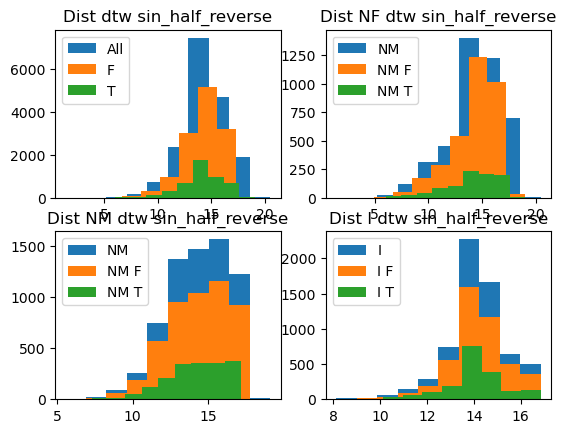 Dist dtw sin_half_reverse
All
F
T
6000
4000
2000
0
10
15
20
Dist NF dtw sin_half_reverse
NM
NM F
NM T
1250
1000
750
500
250
0
5
10
15
20
Dist NM dtw sin_half_reverse
NM
NM F
NM T
1500
1000
500
0
5
10
15
Dist I dtw sin_half_reverse
I
I F
I T
2000
1500
1000
500
0
8
10
12
14
16